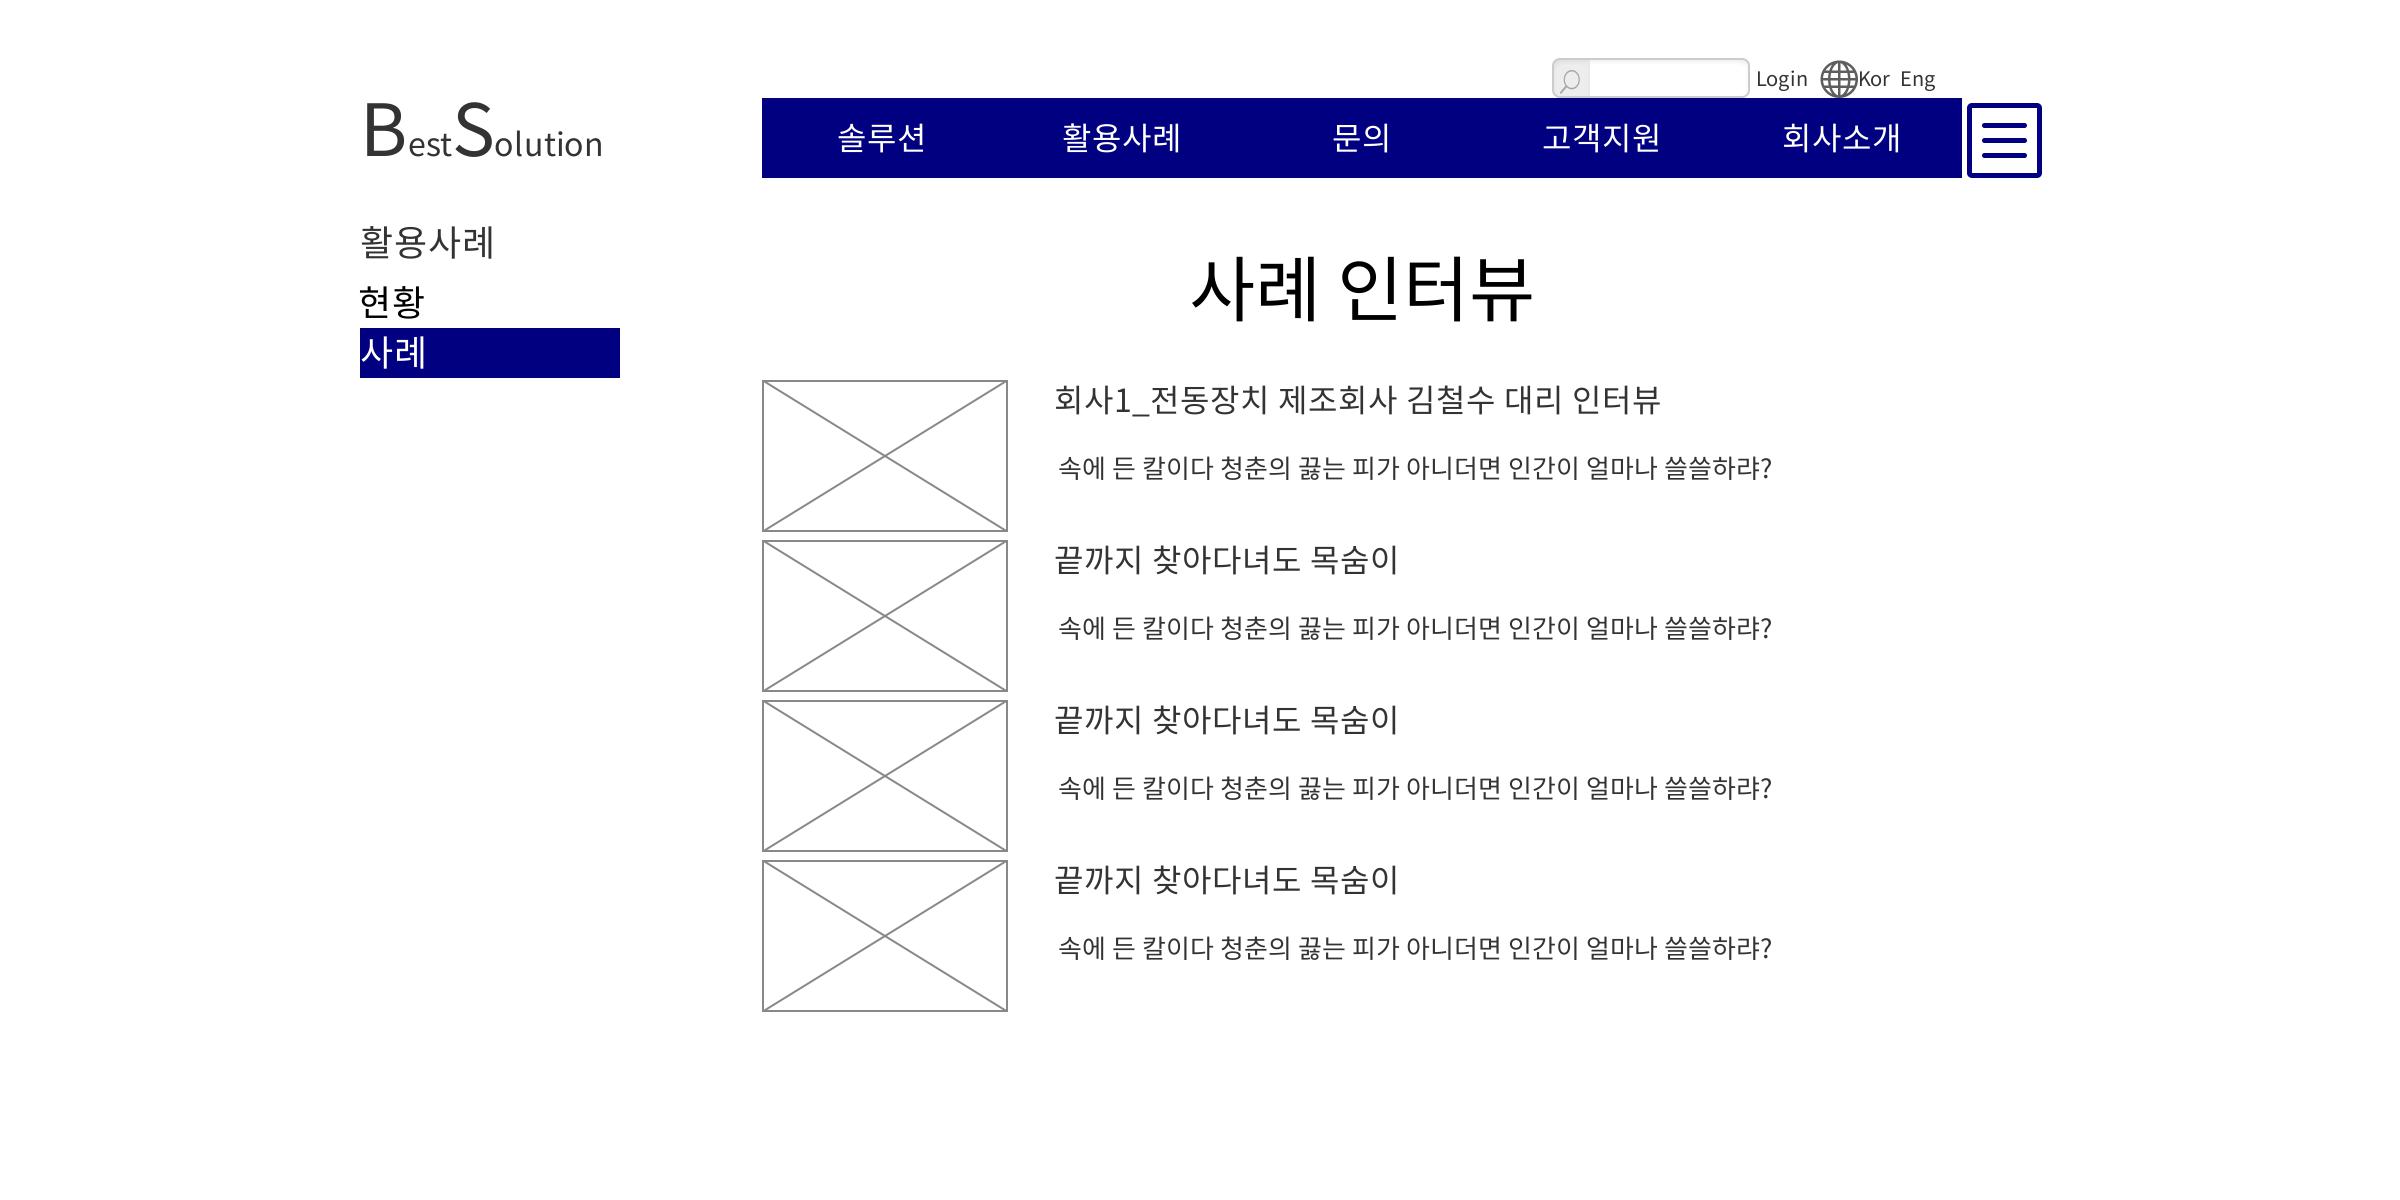 Login Kor Eng
BestSolution
솔루션 활용사례 문의 고객지원 회사소개
활용사례
현황
사례
사례 인터뷰
회사1_전동장치 제조회사 김철수 대리 인터뷰
속에 든 칼이다 청춘의 끓는 피가 아니더면 인간이 얼마나 쓸쓸하랴?
끝까지 찾아다녀도 목숨이
속에 든 칼이다 청춘의 끓는 피가 아니더면 인간이 얼마나 쓸쓸하랴?
끝까지 찾아다녀도 목숨이
속에 든 칼이다 청춘의 끓는 피가 아니더면 인간이 얼마나 쓸쓸하랴?
끝까지 찾아다녀도 목숨이
속에 든 칼이다 청춘의 끓는 피가 아니더면 인간이 얼마나 쓸쓸하랴?